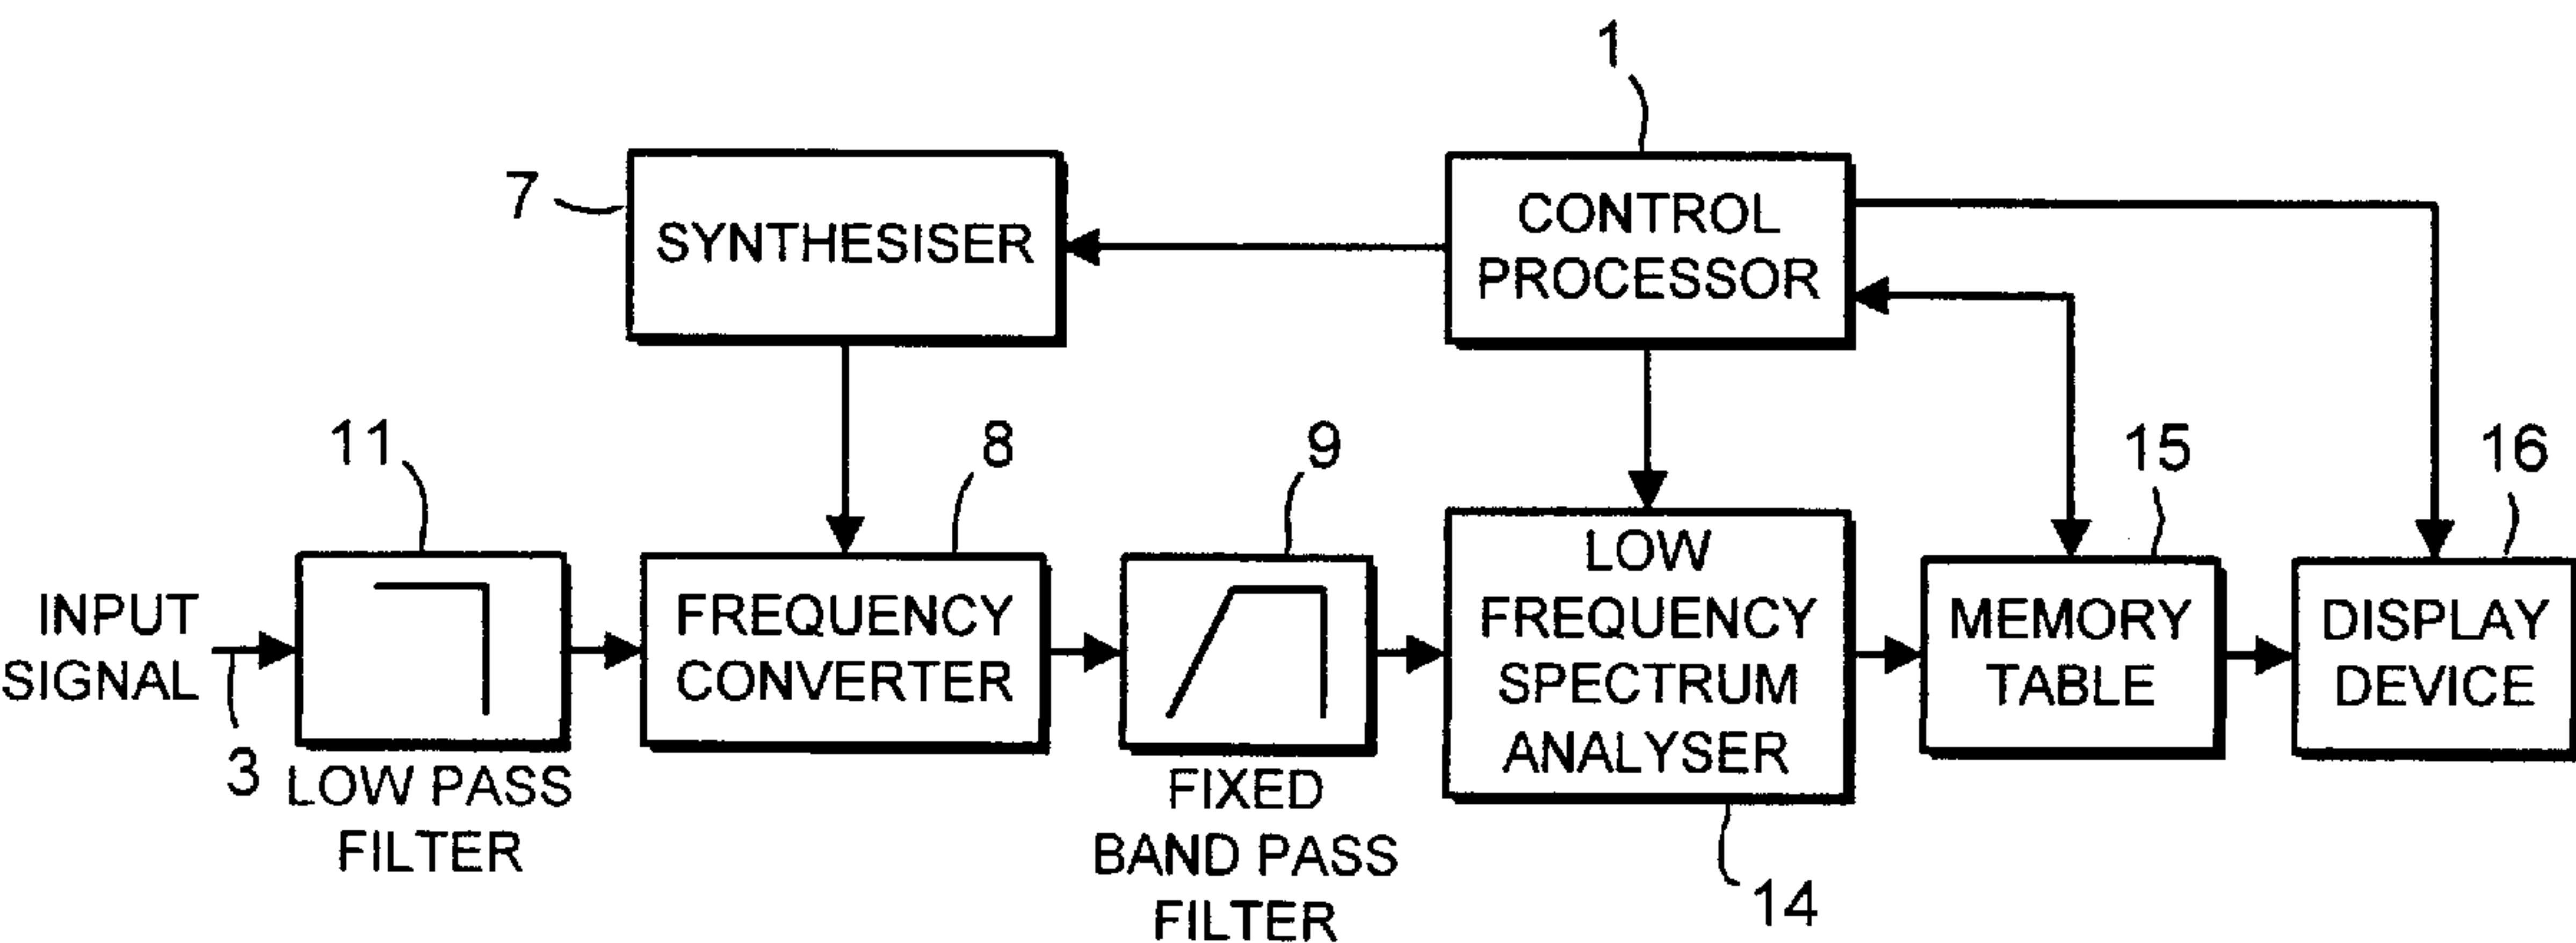 1
7
SYNTHESISER
CONTROL
PROCESSOR
11
8
9
15
16
INPUT
SIGNAL
3
LOW PASS
FILTER
FREQUENCY
CONVERTER
FIXED
BAND PASS
FILTER
LOW
FREQUENCY
SPECTRUM
ANALYSER
14
MEMORY
TABLE
DISPLAY
DEVICE